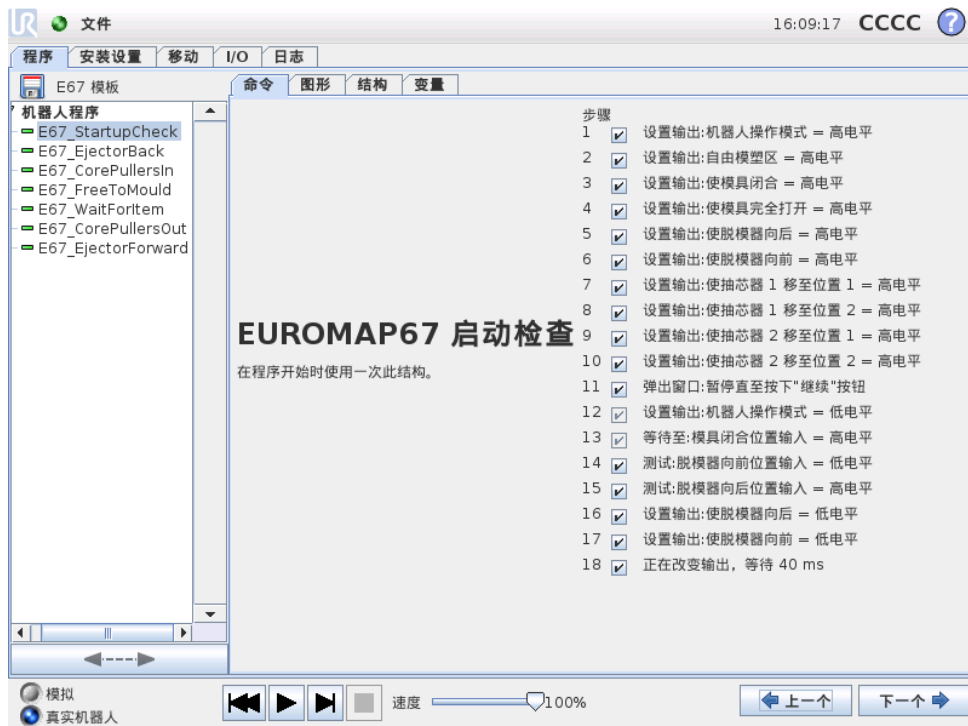 UR 文件 16:09:17 CCCC ?
程序 安装设置 移动 I/O 日志
E67 模板
命令 图形 结构 变量
机器人程序
E67_StartupCheck
E67_EjectorBack
E67_CorePullersIn
E67_FreeToMould
E67_WaitForItem
E67_CorePullersOut
E67_EjectorForward
EUROMAP67 启动检查
在程序开始时使用一次此结构。
步骤
1 设置输出:机器人操作模式 = 高电平
2 设置输出:自由模塑区 = 高电平
3 设置输出:使模具闭合 = 高电平
4 设置输出:使模具完全打开 = 高电平
5 设置输出:使脱模器向后 = 高电平
6 设置输出:使脱模器向前 = 高电平
7 设置输出:使抽芯器 1 移至位置 1 = 高电平
8 设置输出:使抽芯器 1 移至位置 2 = 高电平
9 设置输出:使抽芯器 2 移至位置 1 = 高电平
10 设置输出:使抽芯器 2 移至位置 2 = 高电平
11 弹出窗口:暂停直至按下"继续"按钮
12 设置输出:机器人操作模式 = 低电平
13 等待至:模具闭合位置输入 = 高电平
14 测试:脱模器向前位置输入 = 低电平
15 测试:脱模器向后位置输入 = 高电平
16 设置输出:使脱模器向后 = 低电平
17 设置输出:使脱模器向前 = 低电平
18 正在改变输出，等待 40 ms
模拟
真实机器人
速度 100%
上一个 下一个